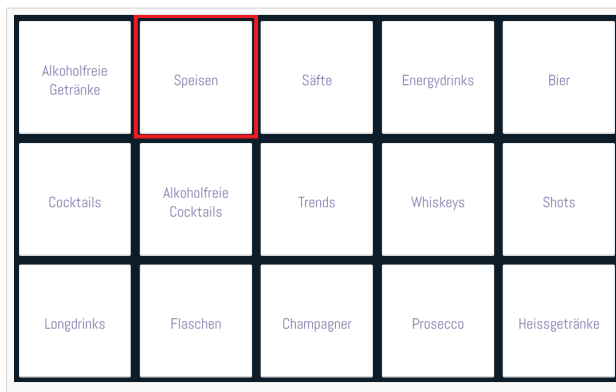 Alkoholfreie
Getränke
Speisen
Säfte
Energydrinks
Bier
Cocktails
Alkoholfreie
Cocktails
Trends
Whiskeys
Shots
Longdrinks
Flaschen
Champagner
Prosecco
Heissgetränke